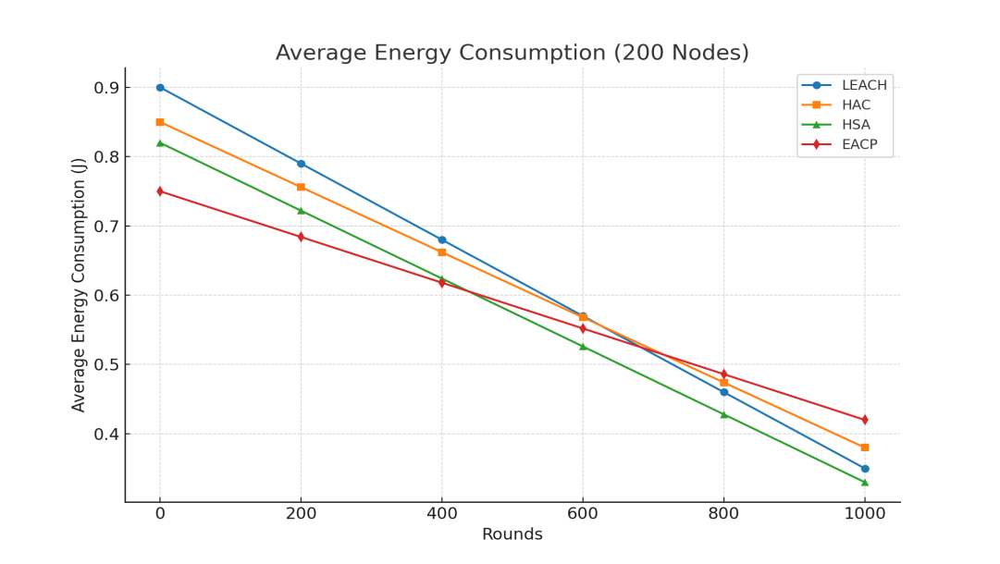 Average Energy Consumption (200 Nodes)
LEACH
HAC
HSA
EACP
Average Energy Consumption (J)
0.9
0.8
0.7
0.6
0.5
0.4
0 200 400 600 800 1000
Rounds